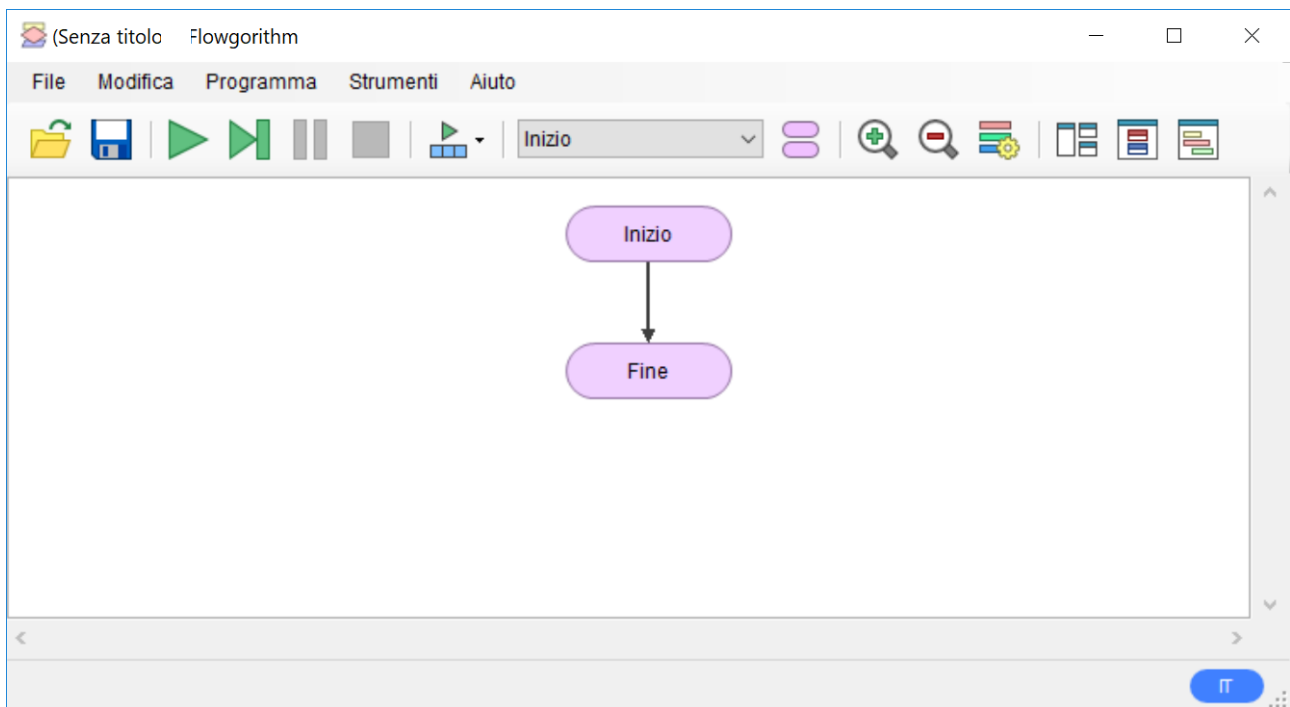 (Senza titolo Flowgorithm
File Modifica Programma Strumenti Aiuto
Inizio
Inizio
Fine
IT